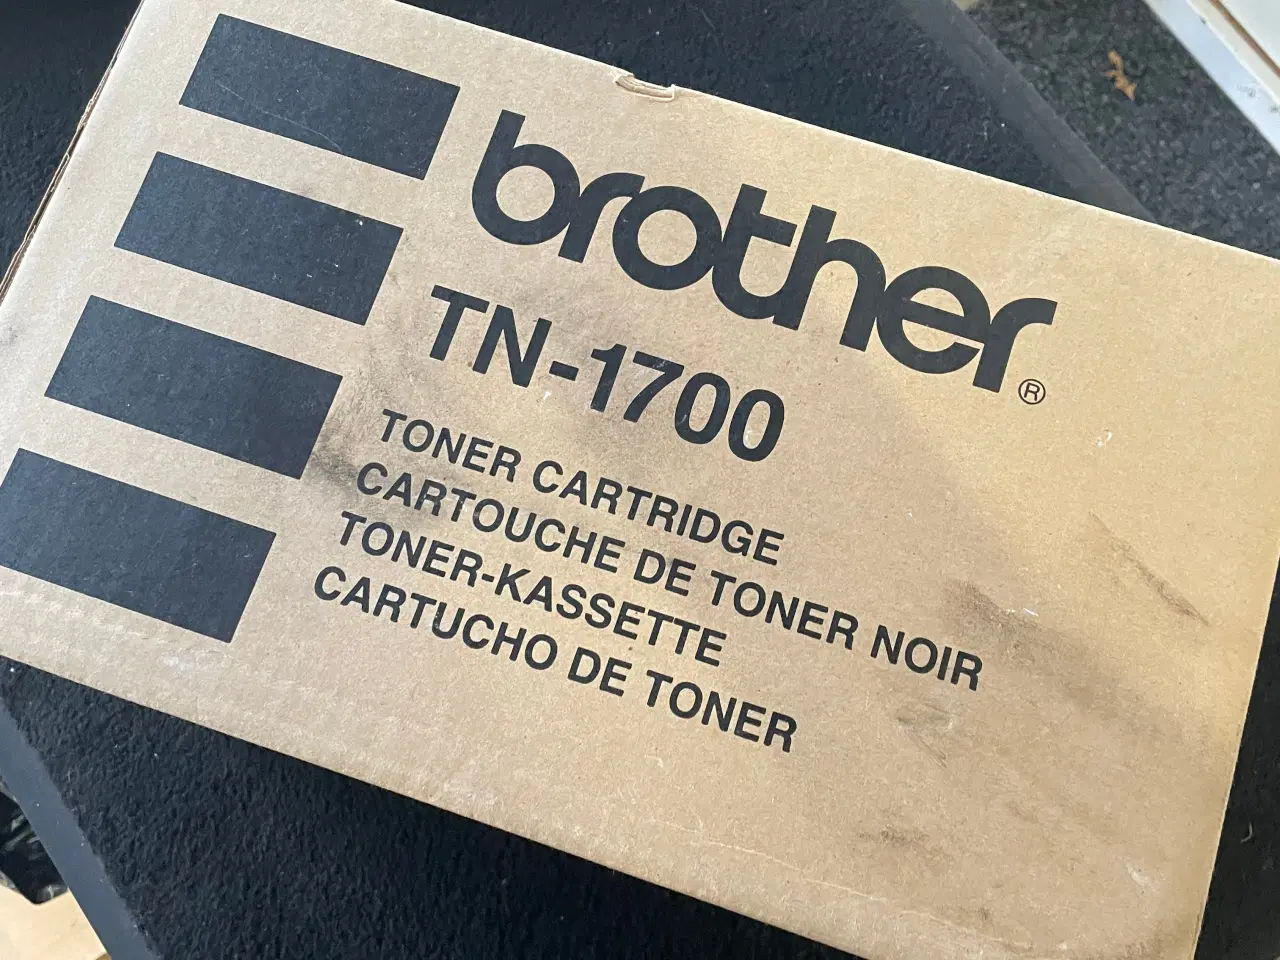 brother®
TN-1700
TONER CARTRIDGE
CARTOUCHE DE TONER NOIR
TONER-KASSETTE
CARTUCHO DE TONER